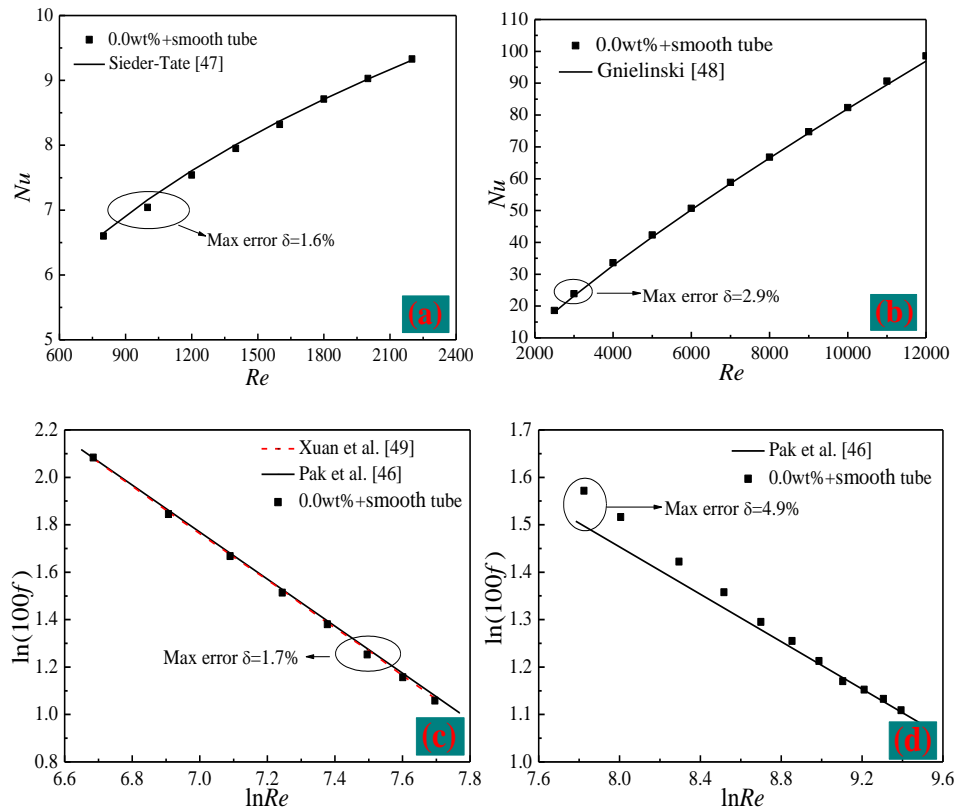 (a)
10
9
8
7
6
5
Nu
0.0wt%+smooth tube
Sieder-Tate [47]
Max error δ=1.6%
600 900 1200 1500 1800 2100 2400
Re
(b)
110
100
90
80
70
60
50
40
30
20
10
Nu
0.0wt%+smooth tube
Gnielinski [48]
Max error δ=2.9%
2000 4000 6000 8000 10000 12000
Re
(c)
2.2
2.0
1.8
1.6
1.4
1.2
1.0
0.8
ln(100f)
Xuan et al. [49]
Pak et al. [46]
0.0wt%+smooth tube
Max error δ=1.7%
6.6 6.8 7.0 7.2 7.4 7.6 7.8
lnRe
(d)
1.7
1.6
1.5
1.4
1.3
1.2
1.1
1.0
ln(100f)
Pak et al. [46]
0.0wt%+smooth tube
Max error δ=4.9%
7.6 8.0 8.4 8.8 9.2 9.6
lnRe